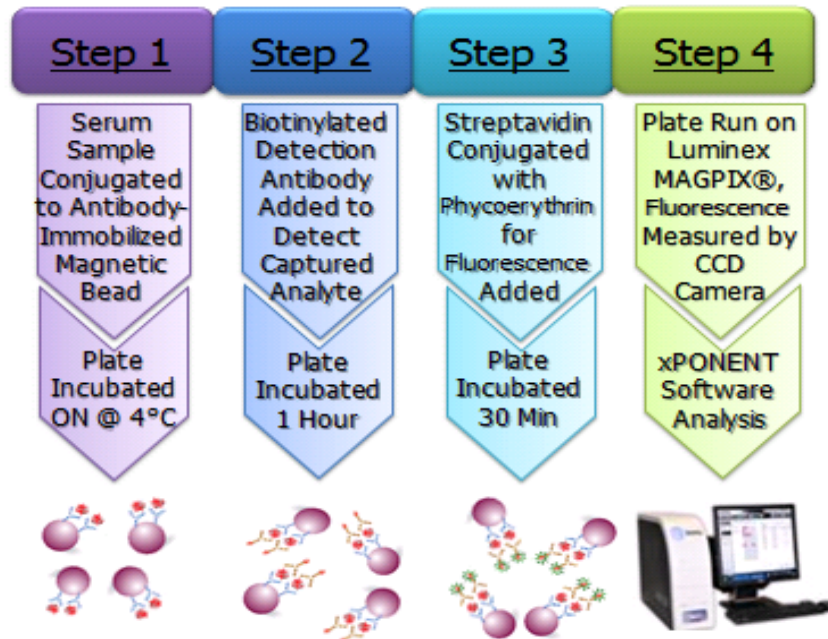 Step 1
Serum
Sample
Conjugated
to Antibody-
Immobilized
Magnetic
Bead
Plate
Incubated
ON @ 4°C
Step 2
Biotinylated
Detection
Antibody
Added to
Detect
Captured
Analyte
Plate
Incubated
1 Hour
Step 3
Streptavidin
Conjugated
with
Phycoerythrin
for
Fluorescence
Added
Plate
Incubated
30 Min
Step 4
Plate Run on
Luminex
MAGPIX®,
Fluorescence
Measured by
CCD
Camera
xPONENT
Software
Analysis